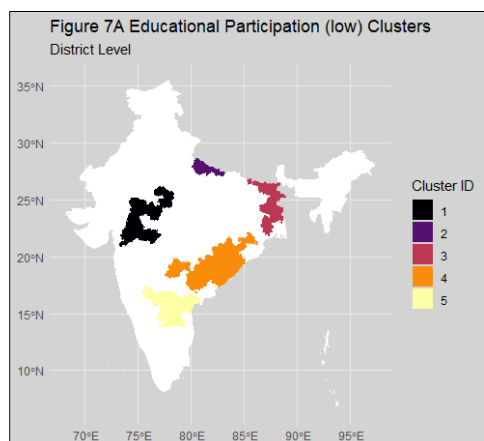 Figure 7A Educational Participation (low) Clusters
District Level
35°N
30°N
25°N
20°N
15°N
10°N
70°E 75°E 80°E 85°E 90°E 95°E
Cluster ID
1
2
3
4
5